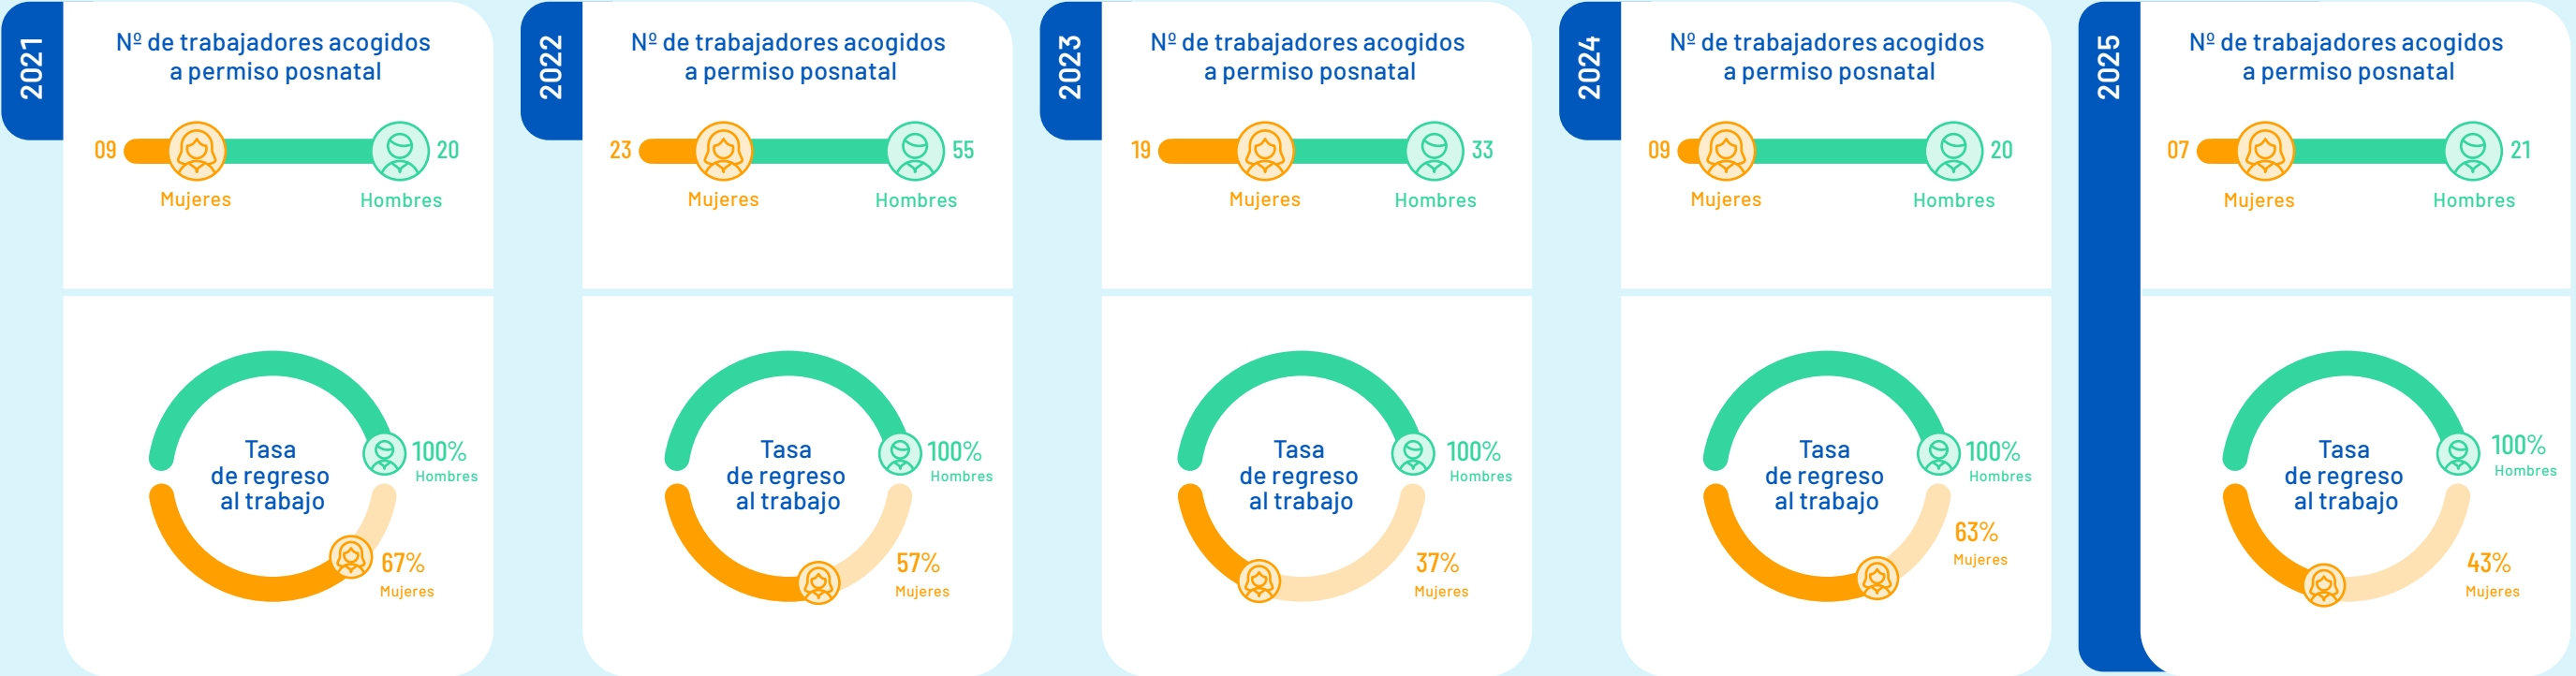 2021
Nº de trabajadores acogidos
a permiso posnatal
09
20
Mujeres
Hombres
Tasa
de regreso
al trabajo
100%
Hombres
67%
Mujeres
2022
Nº de trabajadores acogidos
a permiso posnatal
23
55
Mujeres
Hombres
Tasa
de regreso
al trabajo
100%
Hombres
57%
Mujeres
2023
Nº de trabajadores acogidos
a permiso posnatal
19
33
Mujeres
Hombres
Tasa
de regreso
al trabajo
100%
Hombres
37%
Mujeres
2024
Nº de trabajadores acogidos
a permiso posnatal
09
20
Mujeres
Hombres
Tasa
de regreso
al trabajo
100%
Hombres
63%
Mujeres
2025
Nº de trabajadores acogidos
a permiso posnatal
07
21
Mujeres
Hombres
Tasa
de regreso
al trabajo
100%
Hombres
43%
Mujeres